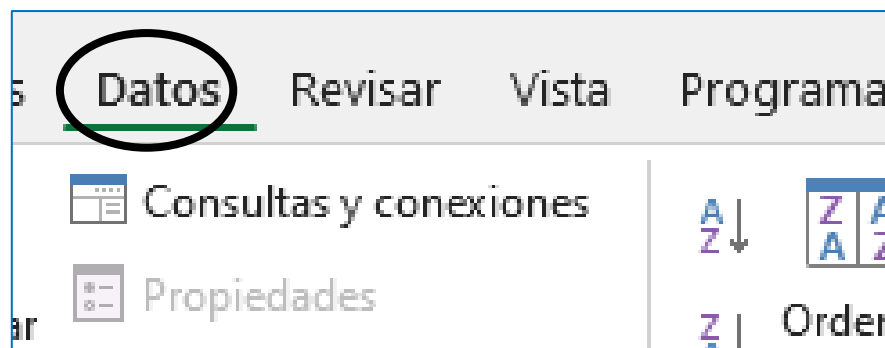 s Datos Revisar Vista Programa
Consultas y conexiones
Propiedades
ar Orden